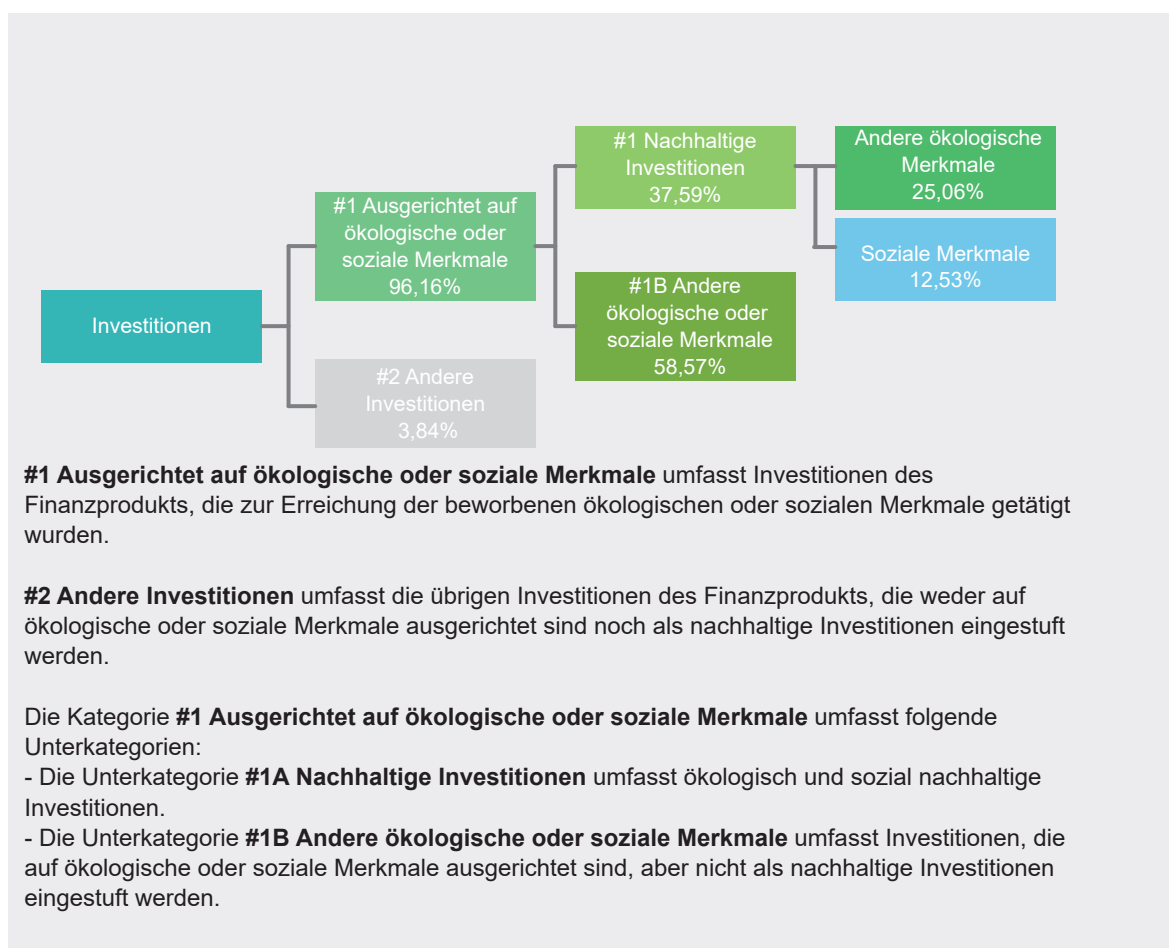 #1 Nachhaltige
Investitionen
37,59%
Andere ökologische
Merkmale
25,06%
#1 Ausgerichtet auf
ökologische oder
soziale Merkmale
96,16%
Soziale Merkmale
12,53%
#1B Andere
ökologische oder
soziale Merkmale
58,57%
Investitionen
#2 Andere
Investitionen
3,84%
#1 Ausgerichtet auf ökologische oder soziale Merkmale umfasst Investitionen des
Finanzprodukts, die zur Erreichung der beworbenen ökologischen oder sozialen Merkmale getätigt
wurden.
#2 Andere Investitionen umfasst die übrigen Investitionen des Finanzprodukts, die weder auf
ökologische oder soziale Merkmale ausgerichtet sind noch als nachhaltige Investitionen eingestuft
werden.
Die Kategorie #1 Ausgerichtet auf ökologische oder soziale Merkmale umfasst folgende
Unterkategorien:
- Die Unterkategorie #1A Nachhaltige Investitionen umfasst ökologisch und sozial nachhaltige
Investitionen.
- Die Unterkategorie #1B Andere ökologische oder soziale Merkmale umfasst Investitionen, die
auf ökologische oder soziale Merkmale ausgerichtet sind, aber nicht als nachhaltige Investitionen
eingestuft werden.